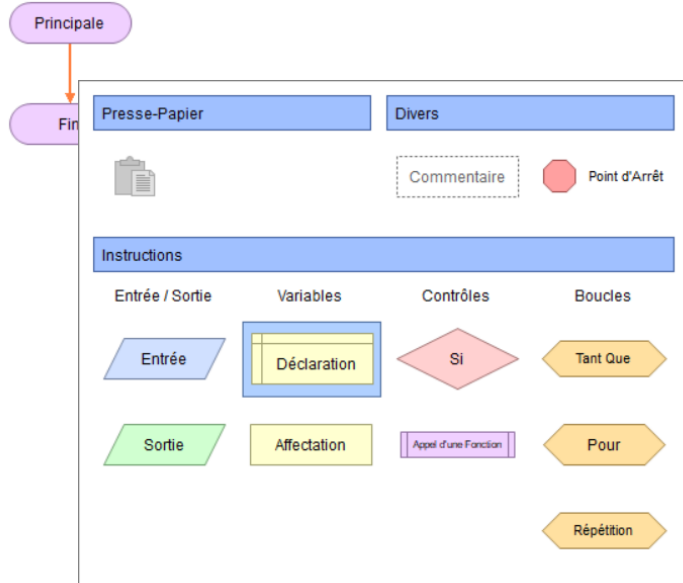 Principale
Fin
Presse-Papier
Divers
Commentaire
Point d'Arrêt
Instructions
Entrée / Sortie
Variables
Contrôles
Boucles
Entrée
Déclaration
Si
Tant Que
Sortie
Affectation
Appel d'une Fonction
Pour
Répétition